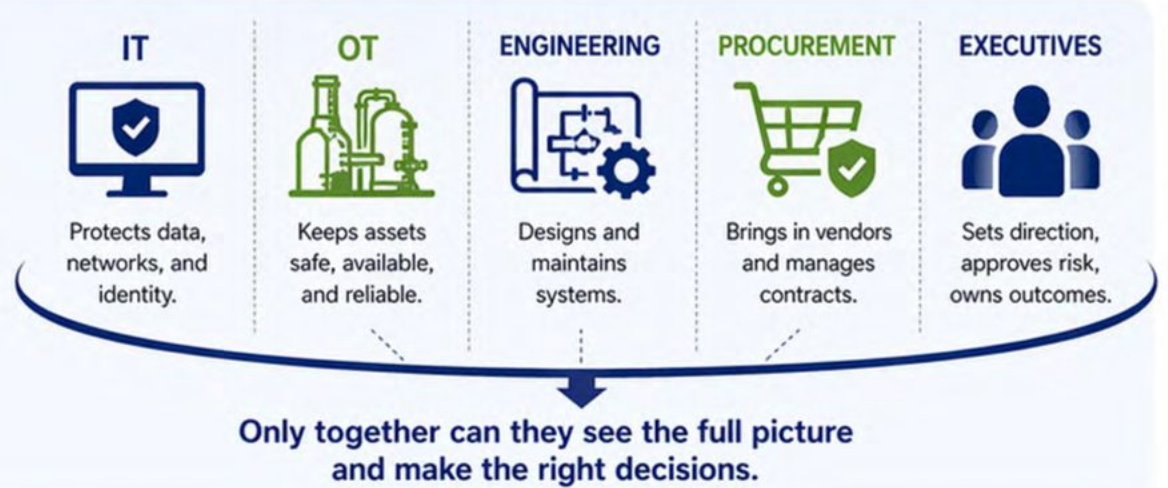 IT
Protects data,
networks, and
identity.
OT
Keeps assets
safe, available,
and reliable.
ENGINEERING
Designs and
maintains
systems.
PROCUREMENT
Brings in vendors
and manages
contracts.
EXECUTIVES
Sets direction,
approves risk,
owns outcomes.
Only together can they see the full picture
and make the right decisions.